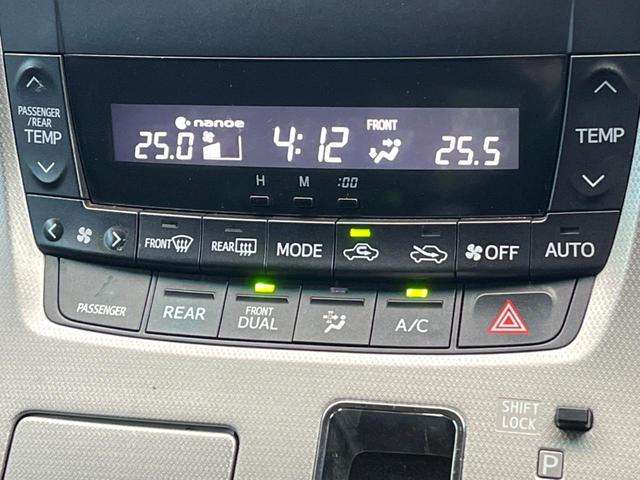 PASSENGER
/REAR
TEMP
nanoe
25.0
4:12
FRONT
25.5
TEMP
H M :00
FRONT
REAR
MODE
OFF
AUTO
PASSENGER
REAR
FRONT
DUAL
A/C
SHIFT
LOCK
P